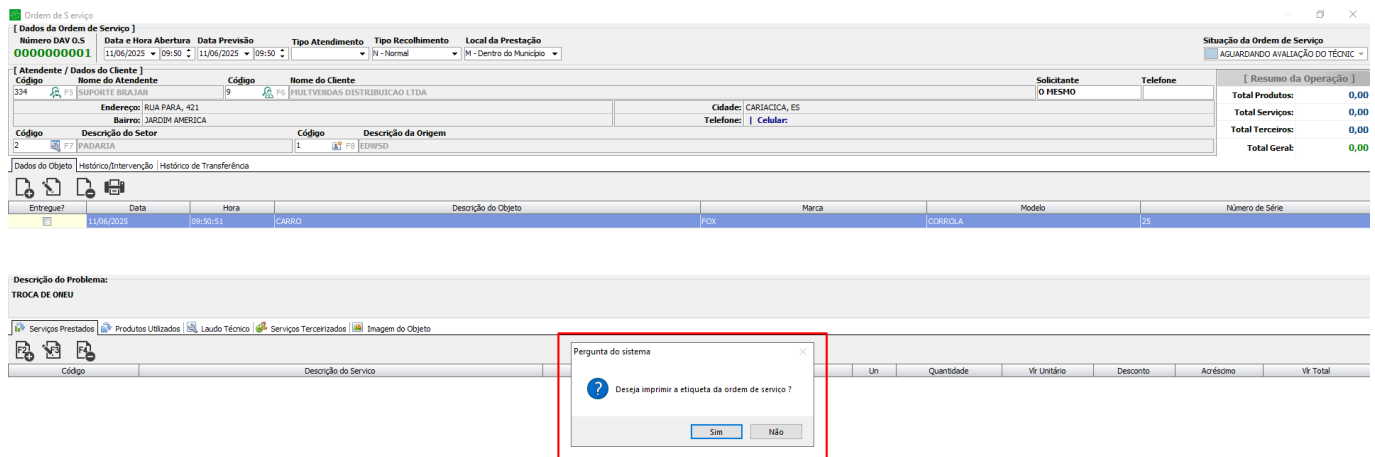 Ordem de Serviço
[ Dados da Ordem de Serviço ]
Número DAV O.S Data e Hora Abertura Data Previsão Tipo Atendimento Tipo Recolhimento Local da Prestação Situação da Ordem de Serviço
0000000001 11/06/2025 09:50 11/06/2025 09:50 N - Normal M - Dentro do Município AGUARDANDO AVALIAÇÃO DO TÉCNIC
[ Atendente / Dados do Cliente ] [ Resumo da Operação ]
Código Nome do Atendente Código Nome do Cliente Solicitante Telefone
334 F5 SUPORTE BRAJAN 9 F6 MULTVENDAS DISTRIBUICAO LTDA O MESMO Total Produtos: 0,00
Endereço: RUA PARA, 421 Cidade: CARIACICA, ES Total Serviços: 0,00
Bairro: JARDIM AMERICA Telefone: | Celular:
Código Descrição do Setor Código Descrição da Origem Total Terceiros: 0,00
2 F7 PADARIA 1 F8 EDWSD Total Geral: 0,00
Dados do Objeto Histórico/Intervenção Histórico de Transferência
Entregue? Data Hora Descrição do Objeto Marca Modelo Número de Série
11/06/2025 09:50:51 CARRO FOX CORROLA 25
Descrição do Problema:
TROCA DE ONEU
Serviços Prestados Produtos Utilizados Laudo Técnico Serviços Terceirizados Imagem do Objeto
F2 F3 F4
Código Descrição do Servico Un Quantidade Vlr Unitário Desconto Acréscimo Vlr Total
Pergunta do sistema
Deseja imprimir a etiqueta da ordem de serviço ?
Sim Não